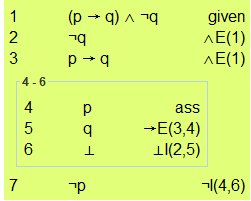 1 (p → q) ∧ ¬q given
2 ¬q ∧E(1)
3 p → q ∧E(1)
4 - 6
4 p ass
5 q →E(3,4)
6 ⊥ ⊥I(2,5)
7 ¬p ¬I(4,6)